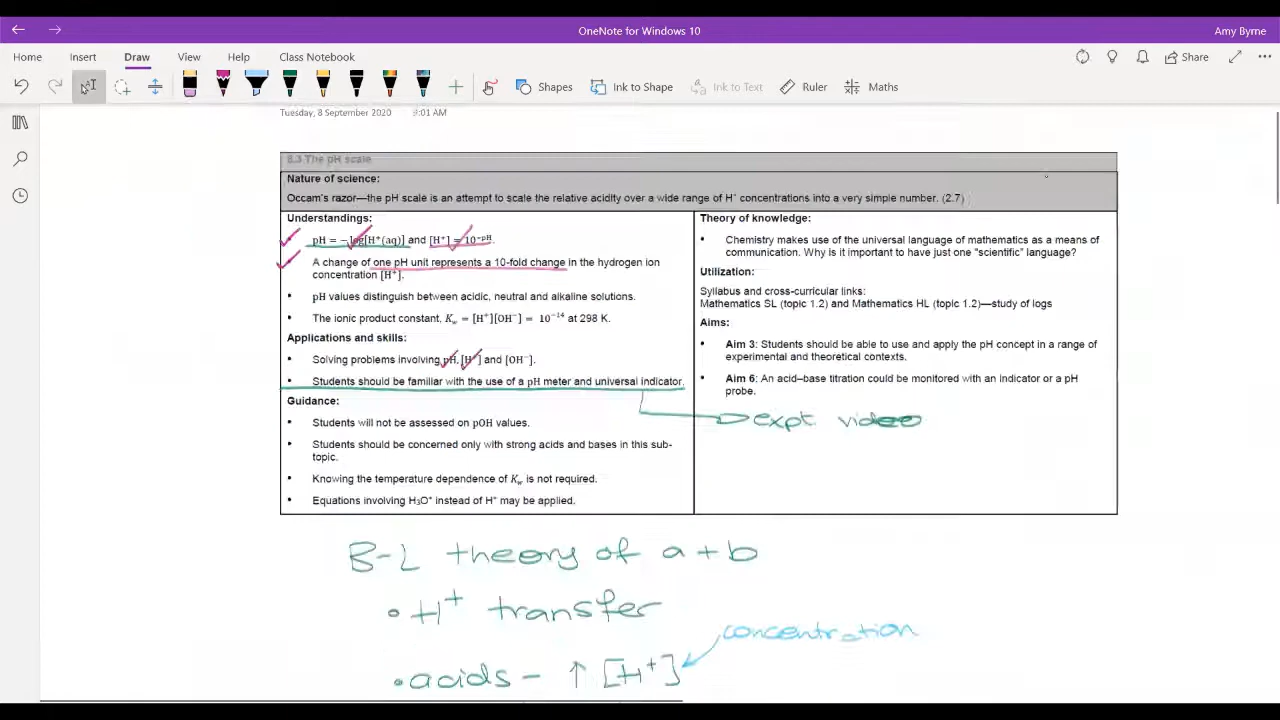 OneNote for Windows 10
Amy Byrne
Home Insert Draw View Help Class Notebook Share
Shapes Ink to Shape Ink to Text Ruler Maths
Tuesday, 8 September 2020 9:01 AM
8.3 The pH scale
Nature of science:
Occam's razor—the pH scale is an attempt to scale the relative acidity over a wide range of H⁺ concentrations into a very simple number. (2.7)
Understandings:
• pH = −log[H⁺(aq)] and [H⁺] = 10⁻ᵖᴴ.
• A change of one pH unit represents a 10-fold change in the hydrogen ion
concentration [H⁺].
• pH values distinguish between acidic, neutral and alkaline solutions.
• The ionic product constant, Kw = [H⁺][OH⁻] = 10⁻¹⁴ at 298 K.
Applications and skills:
• Solving problems involving pH, [H⁺] and [OH⁻].
• Students should be familiar with the use of a pH meter and universal indicator.
Guidance:
• Students will not be assessed on pOH values.
• Students should be concerned only with strong acids and bases in this sub-
topic.
• Knowing the temperature dependence of Kw is not required.
• Equations involving H₃O⁺ instead of H⁺ may be applied.
Theory of knowledge:
• Chemistry makes use of the universal language of mathematics as a means of
communication. Why is it important to have just one "scientific" language?
Utilization:
Syllabus and cross-curricular links:
Mathematics SL (topic 1.2) and Mathematics HL (topic 1.2)—study of logs
Aims:
• Aim 3: Students should be able to use and apply the pH concept in a range of
experimental and theoretical contexts.
• Aim 6: An acid–base titration could be monitored with an indicator or a pH
probe.
expt video
B-L theory of a + b
• H⁺ transfer
concentration
• acids - ↑ [H⁺]